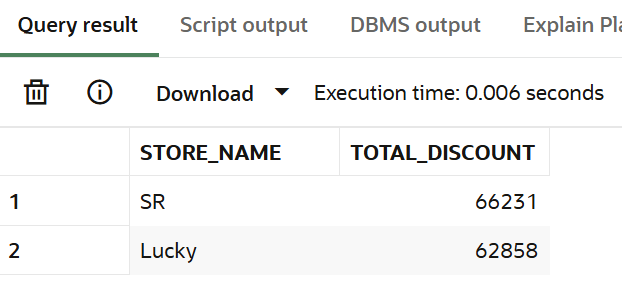 Query result Script output DBMS output Explain Pla
Download Execution time: 0.006 seconds
STORE_NAME TOTAL_DISCOUNT
1 SR 66231
2 Lucky 62858